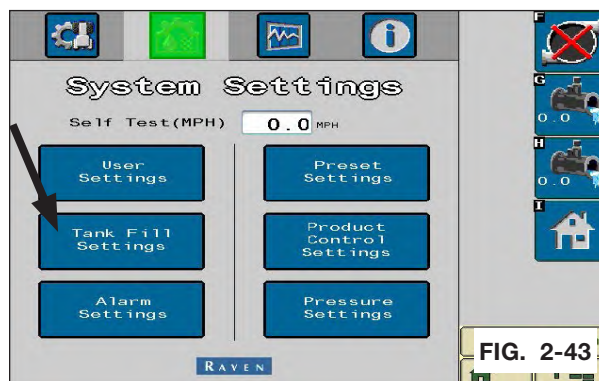 System Settings
Self Test(MPH) 0.0 MPH
User
Settings
Preset
Settings
Tank Fill
Settings
Product
Control
Settings
Alarm
Settings
Pressure
Settings
RAVEN
F
G
0.0
H
0.0
I
FIG. 2-43